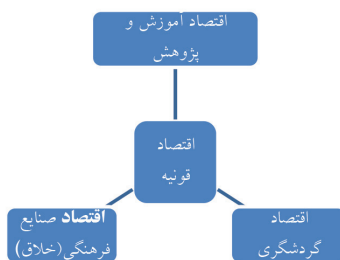 اقتصاد آموزش و
پژوهش
اقتصاد
قونیه
اقتصاد
گردشگری
اقتصاد صنایع
فرهنگی(خلاق)